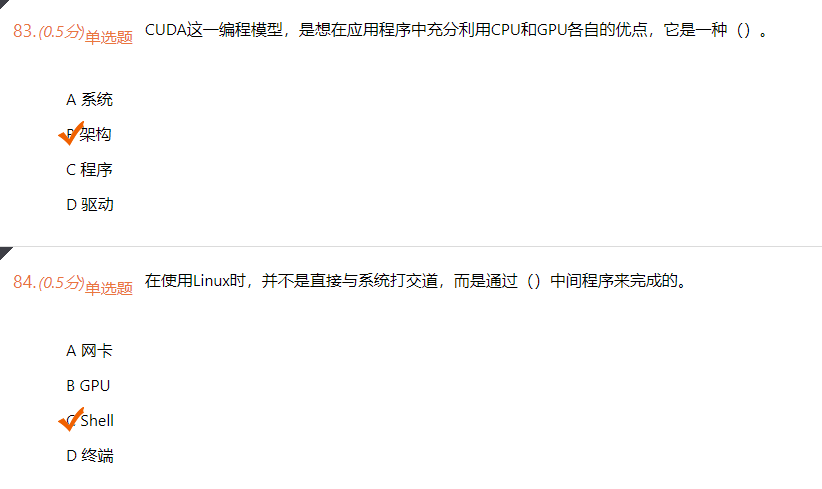 83.(0.5分)单选题 CUDA这一编程模型，是想在应用程序中充分利用CPU和GPU各自的优点，它是一种（）。
A 系统
B 架构
C 程序
D 驱动
84.(0.5分)单选题 在使用Linux时，并不是直接与系统打交道，而是通过（）中间程序来完成的。
A 网卡
B GPU
C Shell
D 终端